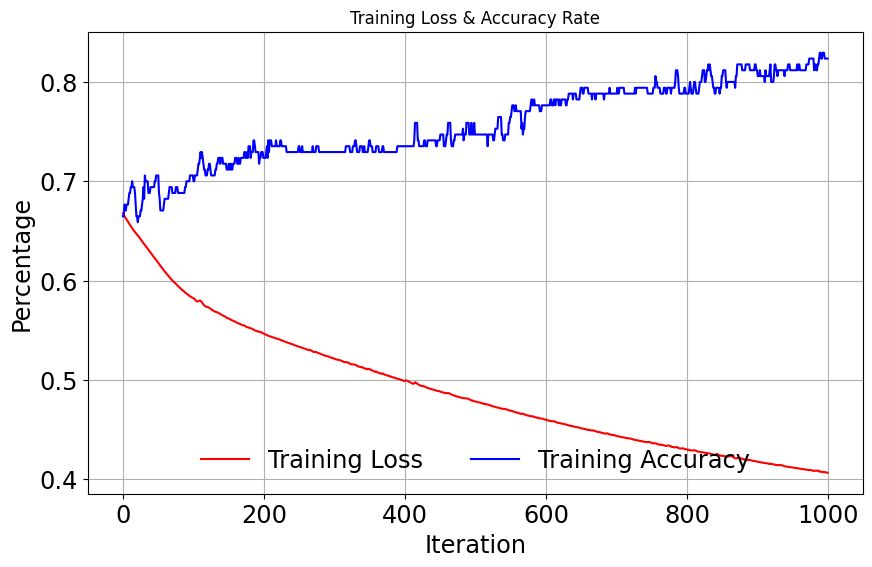 Training Loss & Accuracy Rate
Percentage
0.8
0.7
0.6
0.5
0.4
Training Loss
Training Accuracy
0
200
400
600
800
1000
Iteration